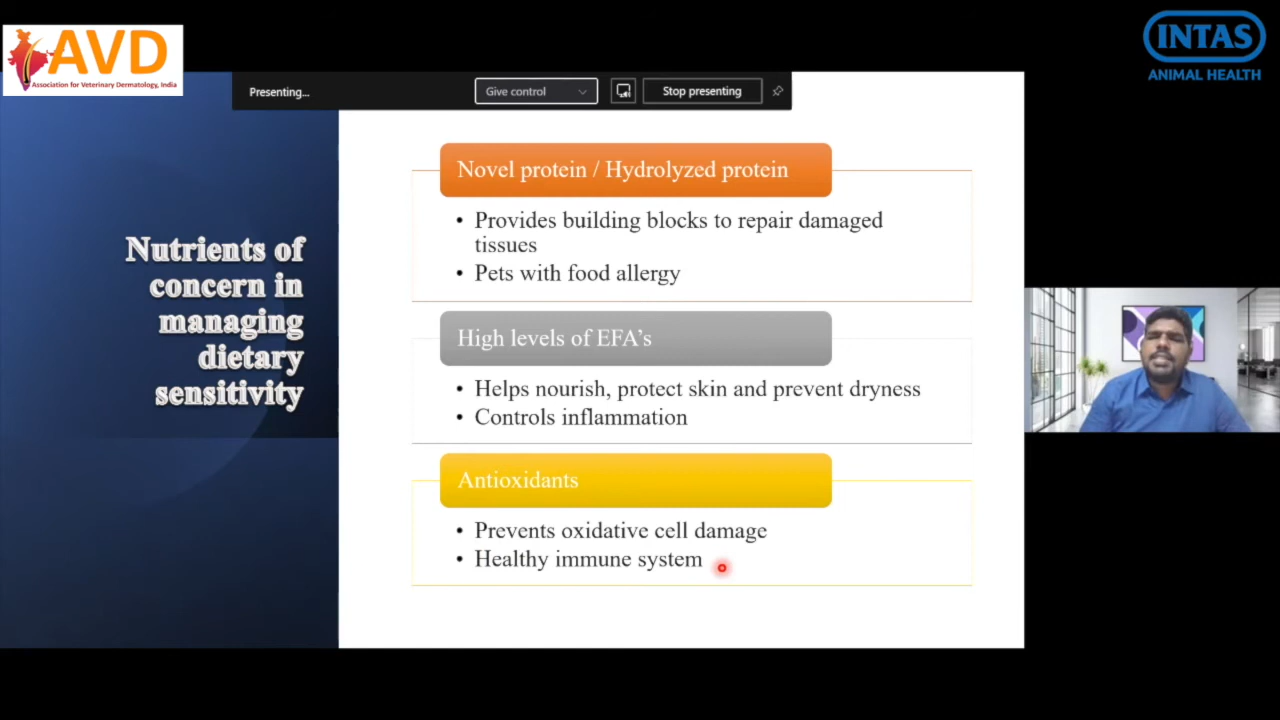 AVD
Association for Veterinary Dermatology, India
INTAS
ANIMAL HEALTH
Presenting...
Give control
Stop presenting
Nutrients of
concern in
managing
dietary
sensitivity
Novel protein / Hydrolyzed protein
• Provides building blocks to repair damaged
tissues
• Pets with food allergy
High levels of EFA's
• Helps nourish, protect skin and prevent dryness
• Controls inflammation
Antioxidants
• Prevents oxidative cell damage
• Healthy immune system